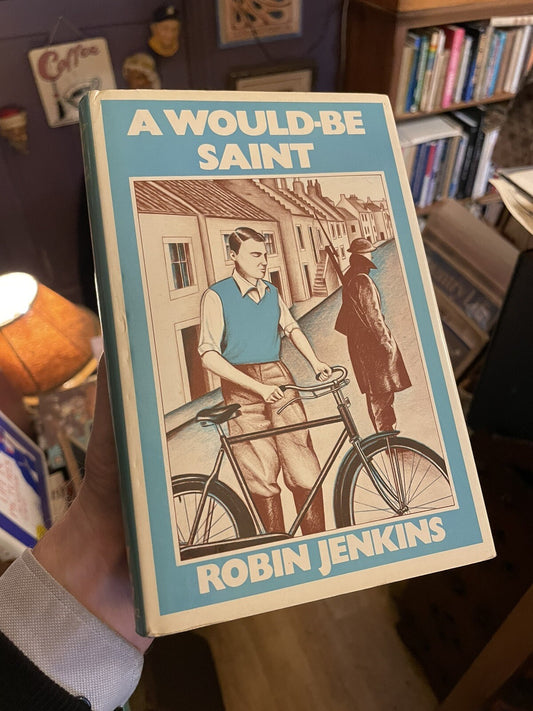 A WOULD-BE
SAINT
ROBIN JENKINS
Coffee